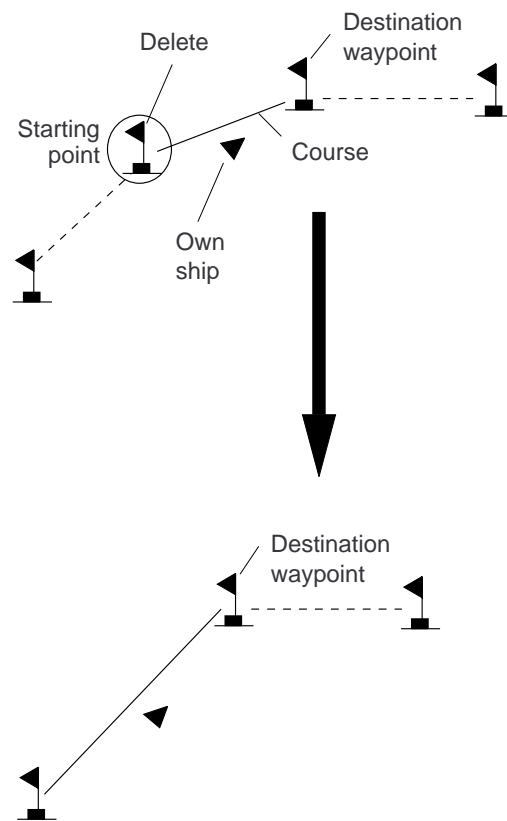 Delete
Destination
waypoint
Starting
point
Course
Own
ship
Destination
waypoint